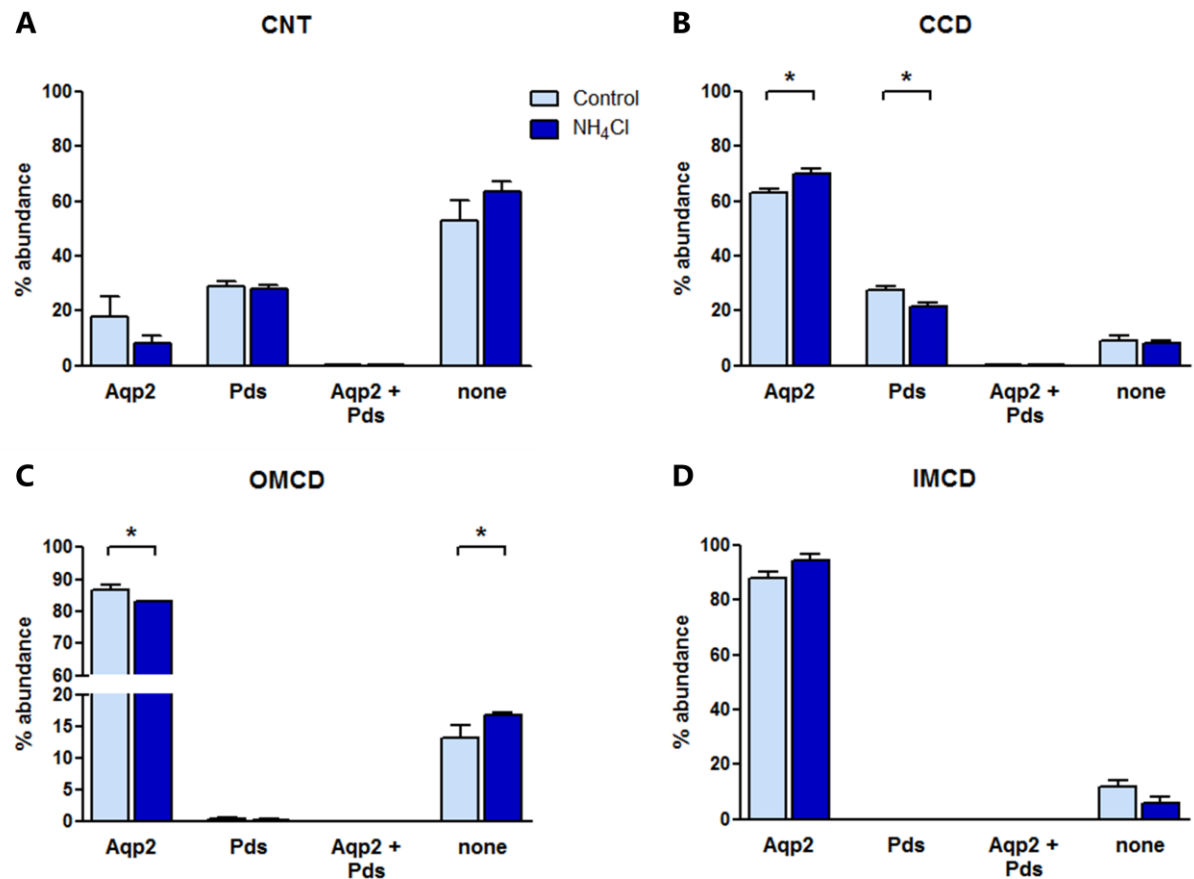 A
CNT
% abundance
100
80
60
40
20
0
Aqp2
Pds
Aqp2 +
Pds
none
Control
NH₄Cl
B
CCD
% abundance
100
80
60
40
20
0
*
*
Aqp2
Pds
Aqp2 +
Pds
none
C
OMCD
% abundance
100
90
80
70
60
20
15
10
5
0
*
*
Aqp2
Pds
Aqp2 +
Pds
none
D
IMCD
% abundance
100
80
60
40
20
0
Aqp2
Pds
Aqp2 +
Pds
none